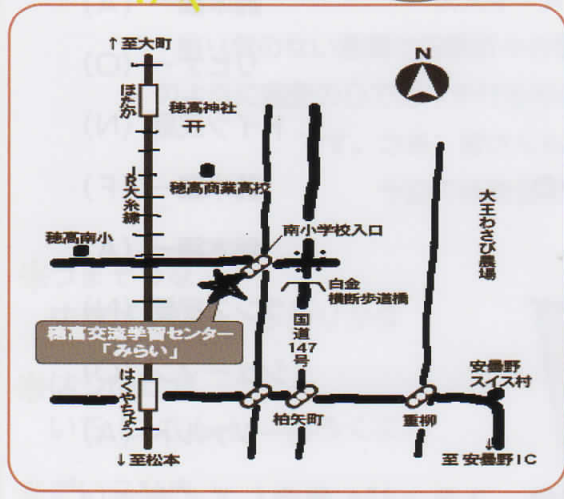 ↑至大町
N
ほたか
穂高神社
JR大糸線
穂高商業高校
大王わさび農場
南小学校入口
穂高南小
白金
横断歩道橋
穂高交流学習センター
「みらい」
国道147号
安曇野
スイス村
はくやちょう
柏矢町
重柳
↓至松本
至 安曇野IC